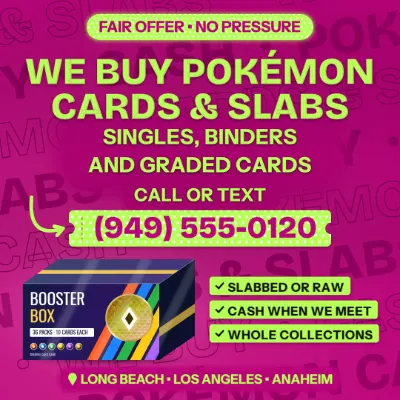 FAIR OFFER • NO PRESSURE
WE BUY POKÉMON
CARDS & SLABS
SINGLES, BINDERS
AND GRADED CARDS
CALL OR TEXT
(949) 555-0120
BOOSTER
BOX
36 PACKS 10 CARDS EACH
✓ SLABBED OR RAW
✓ CASH WHEN WE MEET
✓ WHOLE COLLECTIONS
LONG BEACH • LOS ANGELES • ANAHEIM